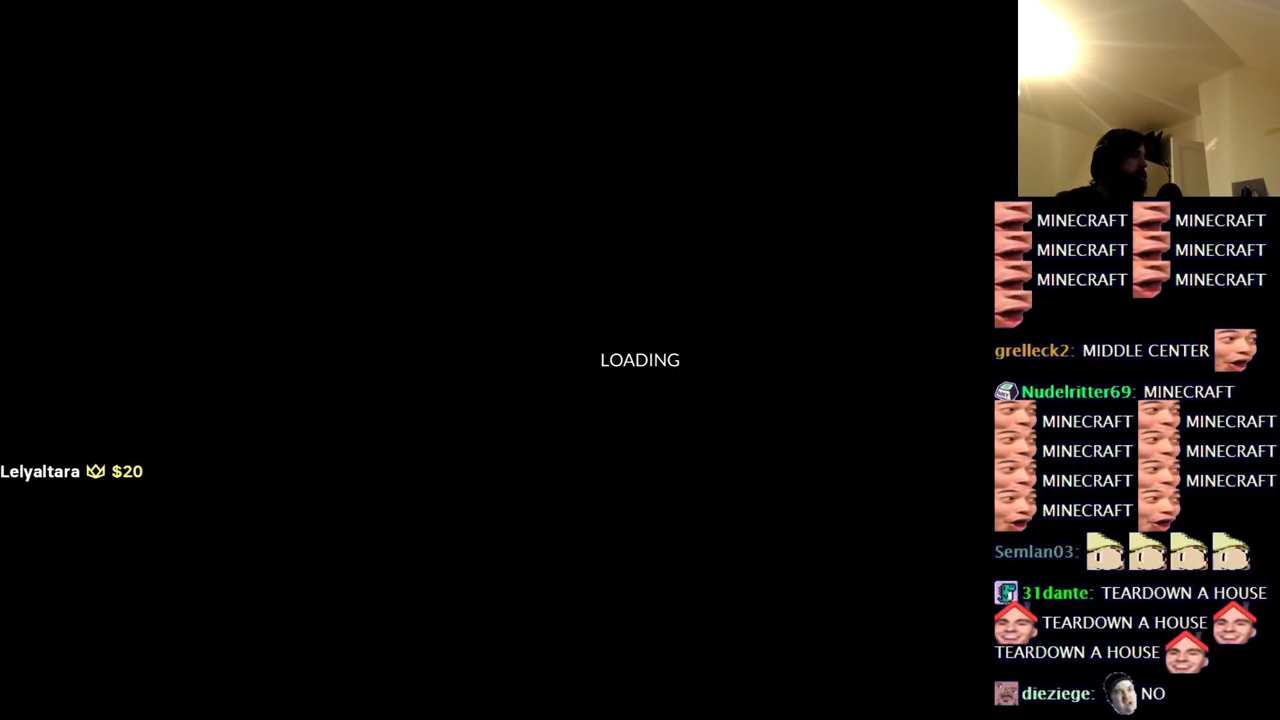 MINECRAFT MINECRAFT
MINECRAFT MINECRAFT
MINECRAFT MINECRAFT
grelleck2: MIDDLE CENTER
Nudelritter69: MINECRAFT
MINECRAFT MINECRAFT
MINECRAFT MINECRAFT
MINECRAFT MINECRAFT
MINECRAFT
Semlan03:
31dante: TEARDOWN A HOUSE
TEARDOWN A HOUSE
TEARDOWN A HOUSE
dieziege: NO
LOADING
Lelyaltara $20